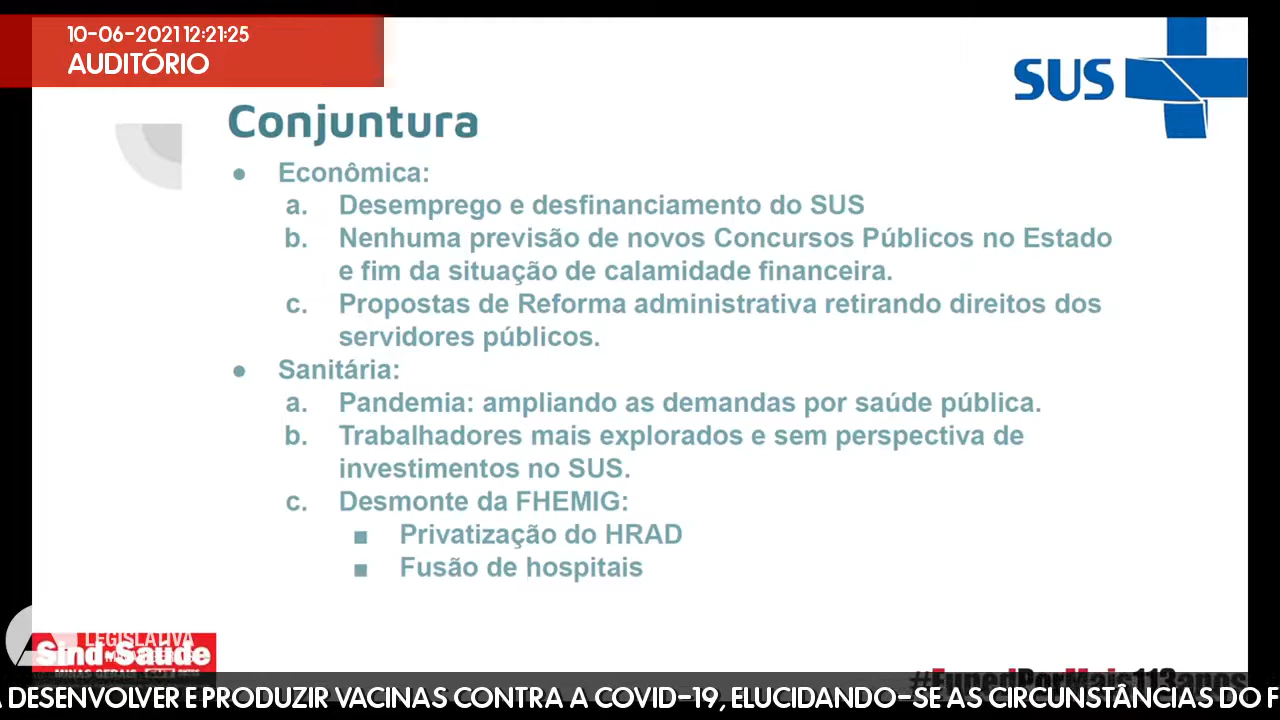 10-06-2021 12:21:25
AUDITÓRIO
SUS
Conjuntura
● Econômica:
a. Desemprego e desfinanciamento do SUS
b. Nenhuma previsão de novos Concursos Públicos no Estado
e fim da situação de calamidade financeira.
c. Propostas de Reforma administrativa retirando direitos dos
servidores públicos.
● Sanitária:
a. Pandemia: ampliando as demandas por saúde pública.
b. Trabalhadores mais explorados e sem perspectiva de
investimentos no SUS.
c. Desmonte da FHEMIG:
■ Privatização do HRAD
■ Fusão de hospitais
LEGISLATIVA
Sind-Saúde
MINAS GERAIS
#FunedPorMais113anos
A DESENVOLVER E PRODUZIR VACINAS CONTRA A COVID-19, ELUCIDANDO-SE AS CIRCUNSTÂNCIAS DO F